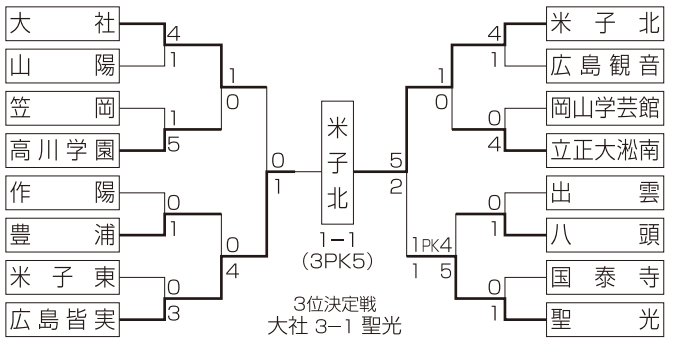 大社
4
1
山陽
笠岡
1
5
高川学園
1
0
作陽
0
1
豊浦
米子東
0
3
広島皆実
0
4
0
1
米子北
1−1
(3PK5)
3位決定戦
大社 3−1 聖光
5
2
米子北
4
1
広島観音
岡山学芸館
0
4
立正大淞南
1
0
出雲
0
1
八頭
国泰寺
0
1
聖光
1PK4
1 5